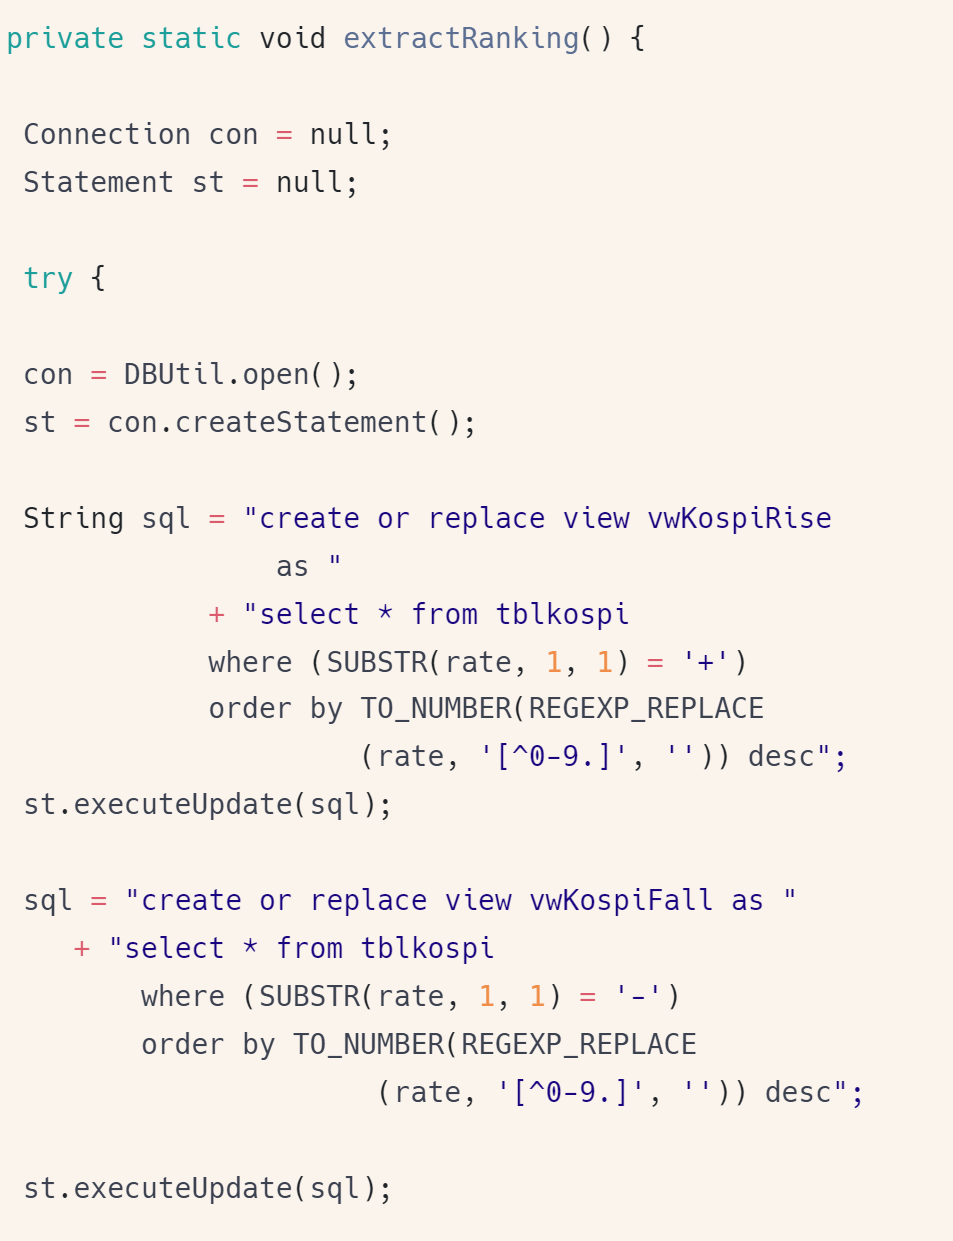 private static void extractRanking() {
Connection con = null;
Statement st = null;
try {
con = DBUtil.open();
st = con.createStatement();
String sql = "create or replace view vwKospiRise
as "
+ "select * from tblkospi
where (SUBSTR(rate, 1, 1) = '+')
order by TO_NUMBER(REGEXP_REPLACE
(rate, '[^0-9.]', '')) desc";
st.executeUpdate(sql);
sql = "create or replace view vwKospiFall as "
+ "select * from tblkospi
where (SUBSTR(rate, 1, 1) = '-')
order by TO_NUMBER(REGEXP_REPLACE
(rate, '[^0-9.]', '')) desc";
st.executeUpdate(sql);